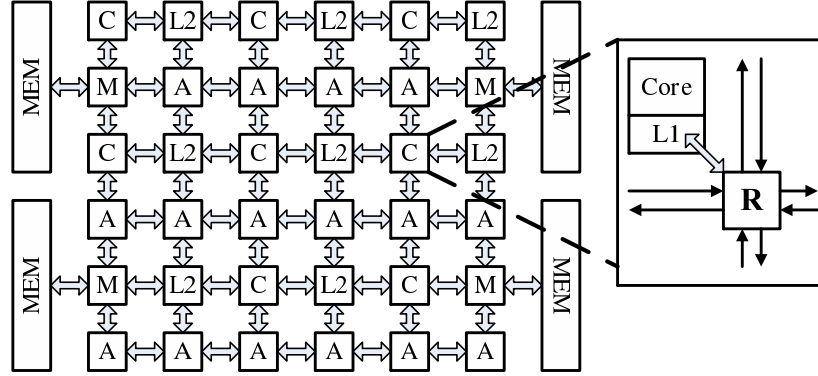 C L2 C L2 C L2
MEM M A A A A M MEM
C L2 C L2 C L2
A A A A A A
MEM M L2 C L2 C M MEM
A A A A A A
Core
L1
R